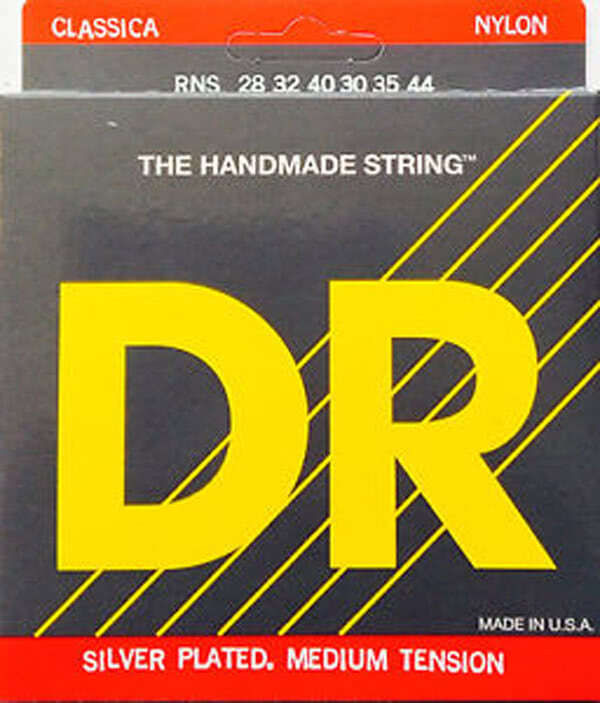 CLASSICA NYLON
RNS 28 32 40 30 35 44
THE HANDMADE STRING™
DR
MADE IN U.S.A.
SILVER PLATED. MEDIUM TENSION